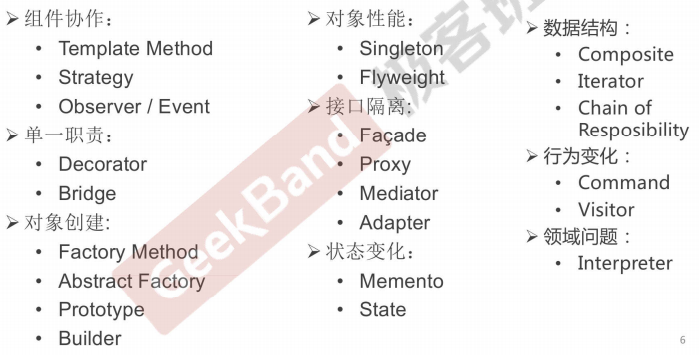 ➢组件协作：
• Template Method
• Strategy
• Observer / Event
➢单一职责：
• Decorator
• Bridge
➢对象创建:
• Factory Method
• Abstract Factory
• Prototype
• Builder
➢对象性能：
• Singleton
• Flyweight
➢接口隔离:
• Façade
• Proxy
• Mediator
• Adapter
➢状态变化：
• Memento
• State
➢数据结构：
• Composite
• Iterator
• Chain of
Resposibility
➢行为变化：
• Command
• Visitor
➢领域问题：
• Interpreter
GeekBand 极客班
6